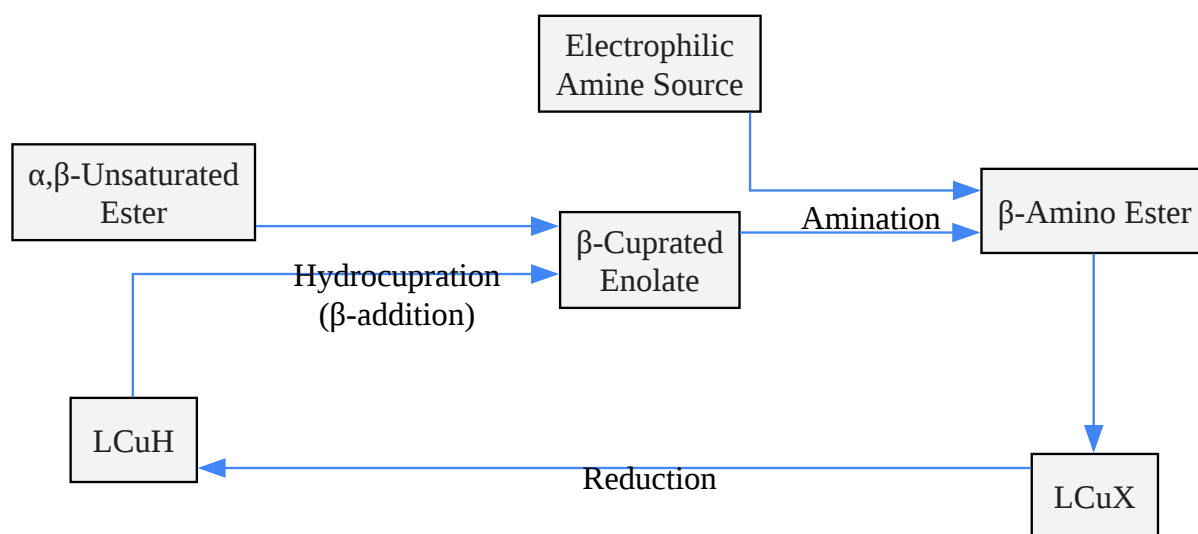 Electrophilic
Amine Source
α,β-Unsaturated
Ester
β-Amino Ester
Amination
β-Cuprated
Enolate
Hydrocupration
(β-addition)
LCuH
Reduction
LCuX